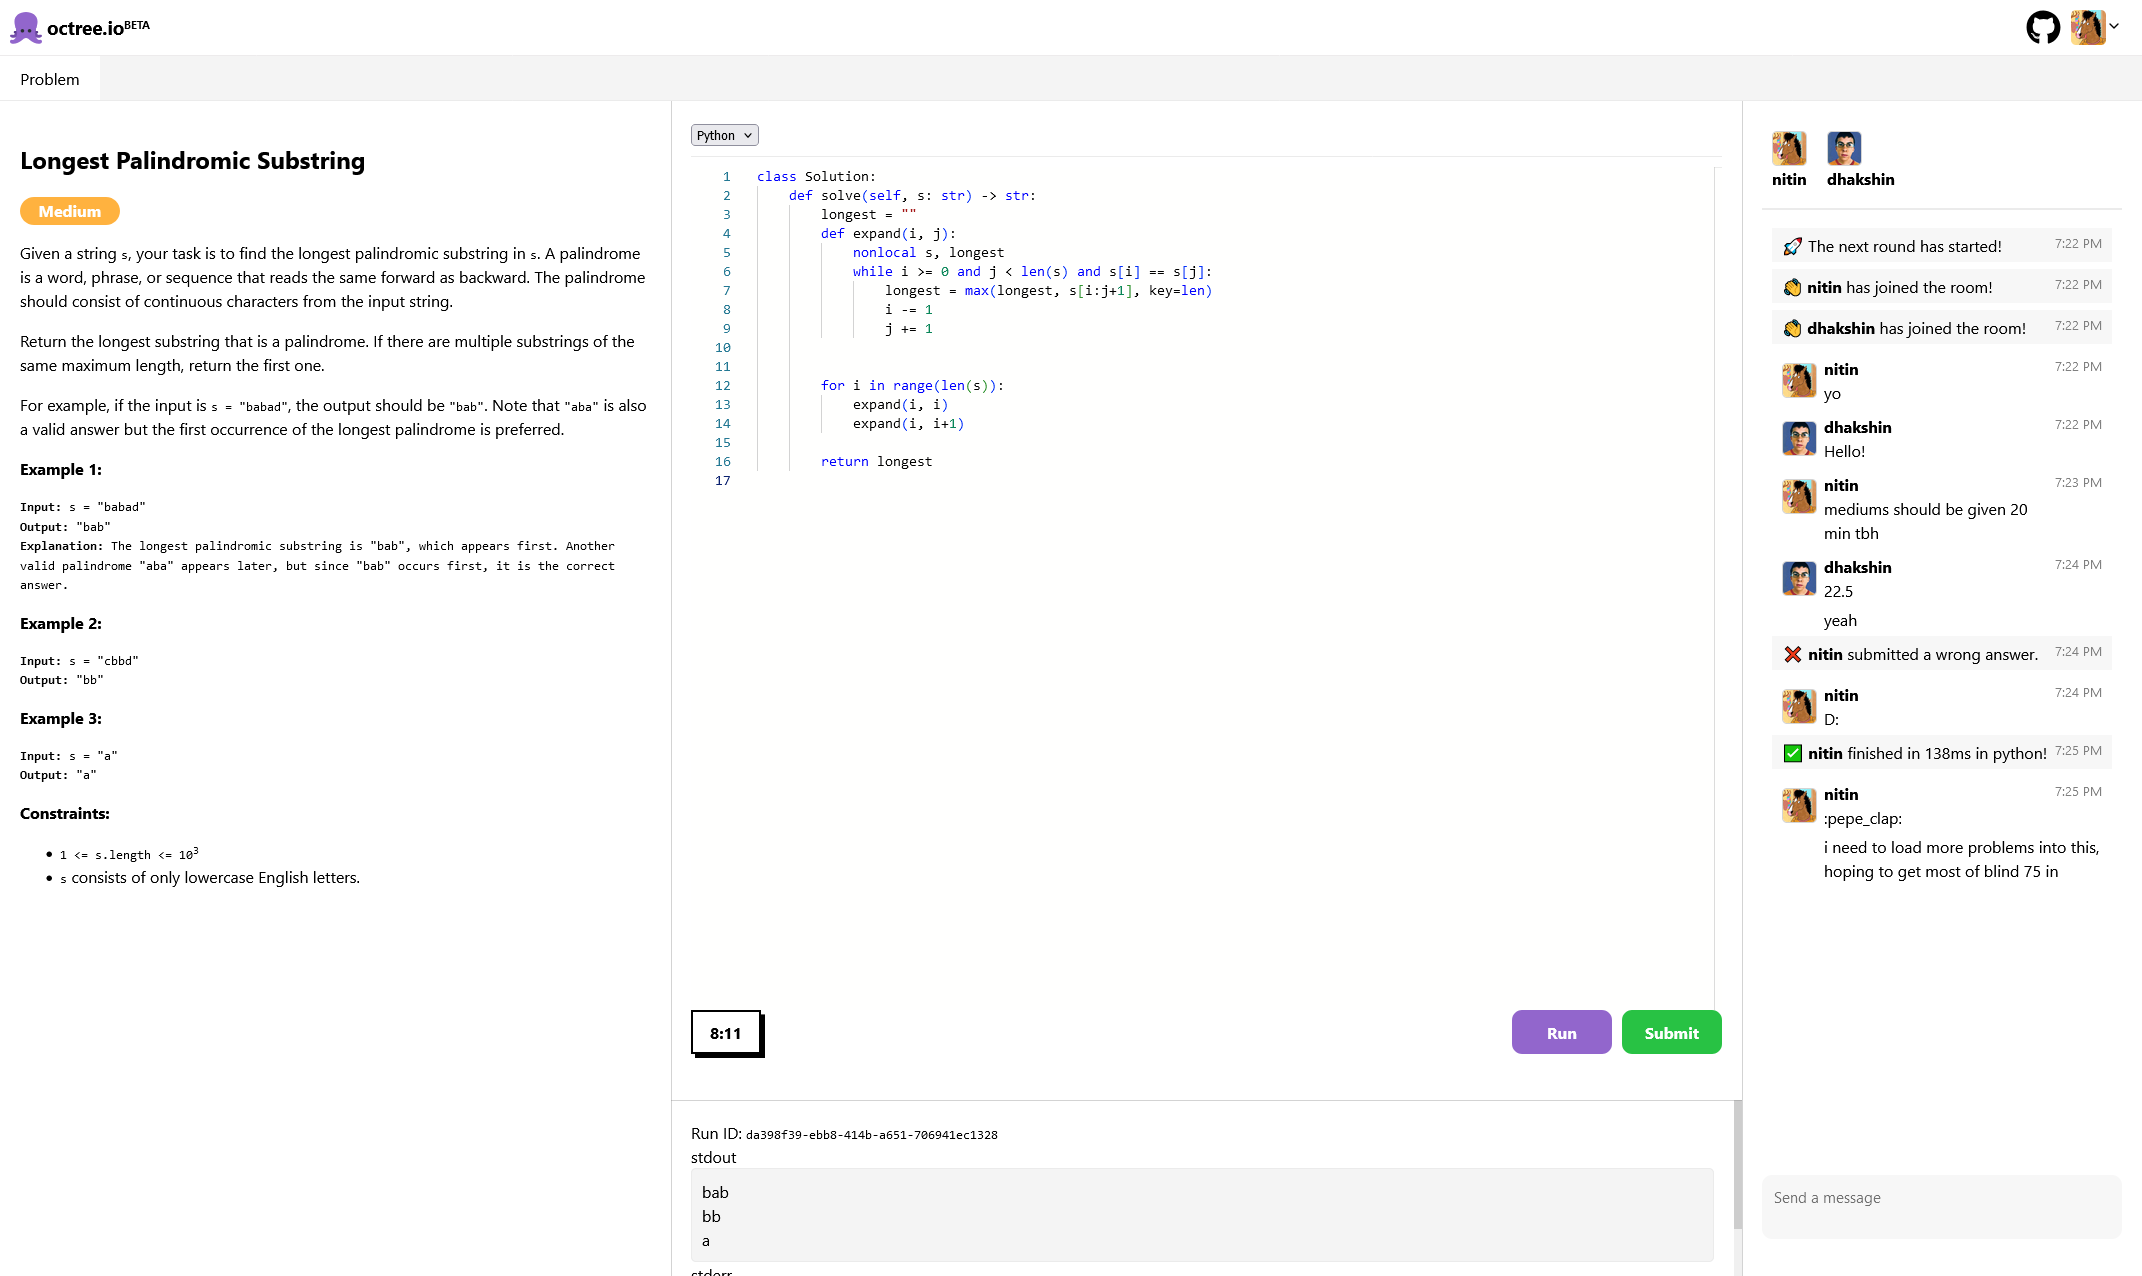 octree.ioBETA
Problem
Longest Palindromic Substring
Medium
Given a string s, your task is to find the longest palindromic substring in s. A palindrome
is a word, phrase, or sequence that reads the same forward as backward. The palindrome
should consist of continuous characters from the input string.
Return the longest substring that is a palindrome. If there are multiple substrings of the
same maximum length, return the first one.
For example, if the input is s = "babad", the output should be "bab". Note that "aba" is also
a valid answer but the first occurrence of the longest palindrome is preferred.
Example 1:
Input: s = "babad"
Output: "bab"
Explanation: The longest palindromic substring is "bab", which appears first. Another
valid palindrome "aba" appears later, but since "bab" occurs first, it is the correct
answer.
Example 2:
Input: s = "cbbd"
Output: "bb"
Example 3:
Input: s = "a"
Output: "a"
Constraints:
• 1 <= s.length <= 10³
• s consists of only lowercase English letters.
Python
1 class Solution:
2     def solve(self, s: str) -> str:
3         longest = ""
4         def expand(i, j):
5             nonlocal s, longest
6             while i >= 0 and j < len(s) and s[i] == s[j]:
7                 longest = max(longest, s[i:j+1], key=len)
8                 i -= 1
9                 j += 1
10
11
12         for i in range(len(s)):
13             expand(i, i)
14             expand(i, i+1)
15
16         return longest
17
8:11
Run
Submit
Run ID: da398f39-ebb8-414b-a651-706941ec1328
stdout
bab
bb
a
stderr
nitin
dhakshin
The next round has started! 7:22 PM
nitin has joined the room! 7:22 PM
dhakshin has joined the room! 7:22 PM
nitin 7:22 PM
yo
dhakshin 7:22 PM
Hello!
nitin 7:23 PM
mediums should be given 20
min tbh
dhakshin 7:24 PM
22.5
yeah
nitin submitted a wrong answer. 7:24 PM
nitin 7:24 PM
D:
nitin finished in 138ms in python! 7:25 PM
nitin 7:25 PM
:pepe_clap:
i need to load more problems into this,
hoping to get most of blind 75 in
Send a message